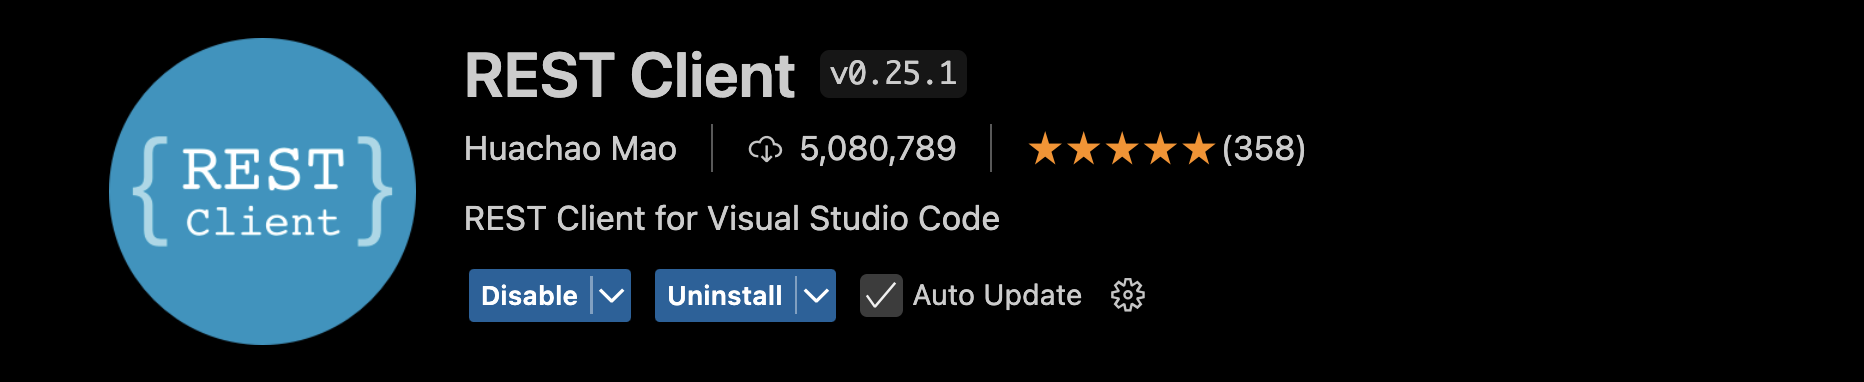 { REST
Client }
REST Client v0.25.1
Huachao Mao 5,080,789 ★★★★★(358)
REST Client for Visual Studio Code
Disable Uninstall Auto Update